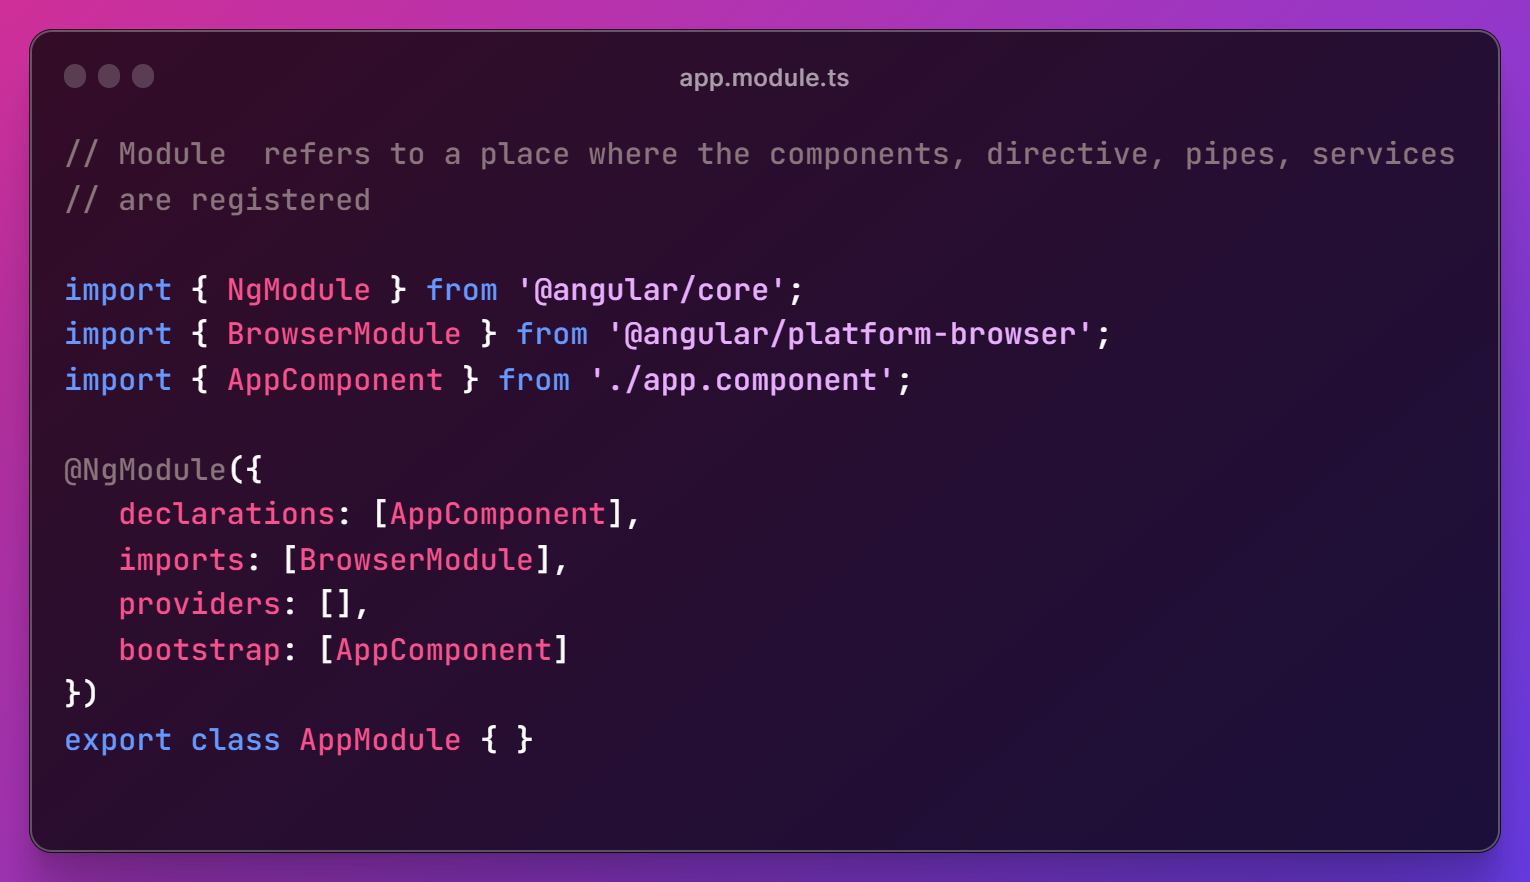 app.module.ts
// Module  refers to a place where the components, directive, pipes, services
// are registered
import { NgModule } from '@angular/core';
import { BrowserModule } from '@angular/platform-browser';
import { AppComponent } from './app.component';
@NgModule({
   declarations: [AppComponent],
   imports: [BrowserModule],
   providers: [],
   bootstrap: [AppComponent]
})
export class AppModule { }